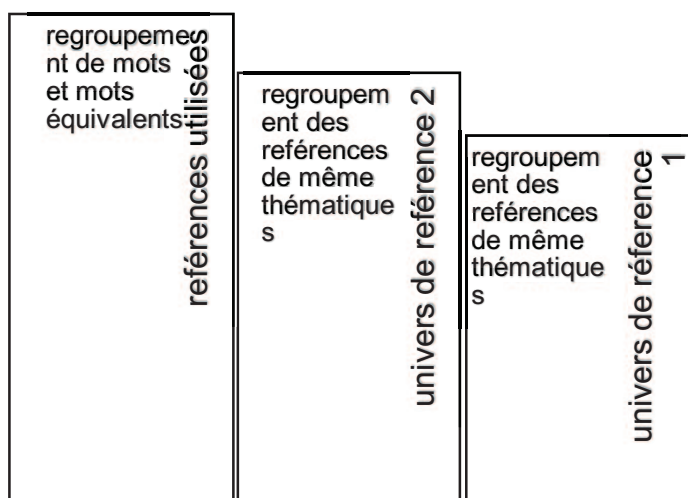 regroupeme
nt de mots
et mots
équivalents
reférences utilisées
regroupem
ent des
reférences
de même
thématique
s
univers de reférence 2
regroupem
ent des
reférences
de même
thématique
s
univers de réference
1